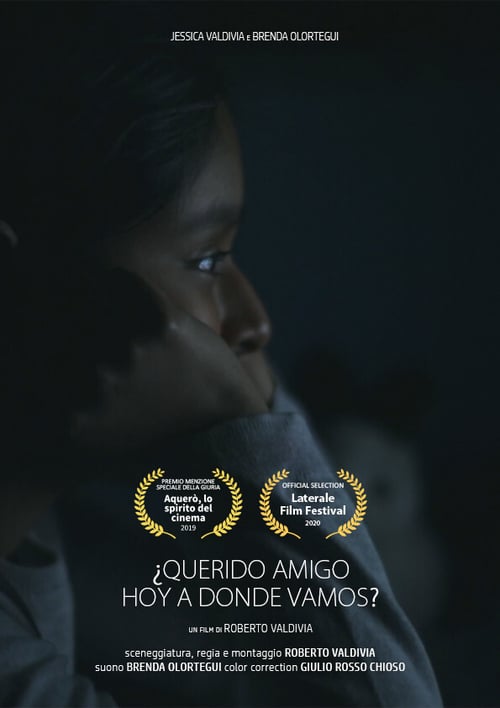 JESSICA VALDIVIA E BRENDA OLORTEGUI
PREMIO MENZIONE
SPECIALE DELLA GIURIA
Aquerò, lo
spirito del
cinema
2019
OFFICIAL SELECTION
Laterale
Film Festival
2020
¿QUERIDO AMIGO
HOY A DONDE VAMOS?
UN FILM DI ROBERTO VALDIVIA
sceneggiatura, regia e montaggio ROBERTO VALDIVIA
suono BRENDA OLORTEGUI color correction GIULIO ROSSO CHIOSO